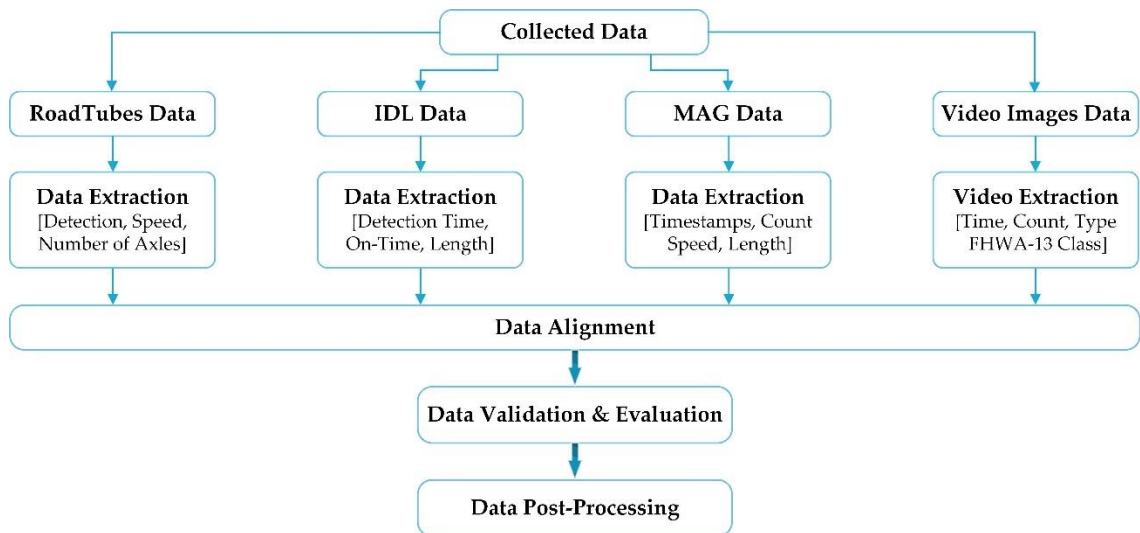 Collected Data
RoadTubes Data
IDL Data
MAG Data
Video Images Data
Data Extraction
[Detection, Speed,
Number of Axles]
Data Extraction
[Detection Time,
On-Time, Length]
Data Extraction
[Timestamps, Count
Speed, Length]
Video Extraction
[Time, Count, Type
FHWA-13 Class]
Data Alignment
Data Validation & Evaluation
Data Post-Processing